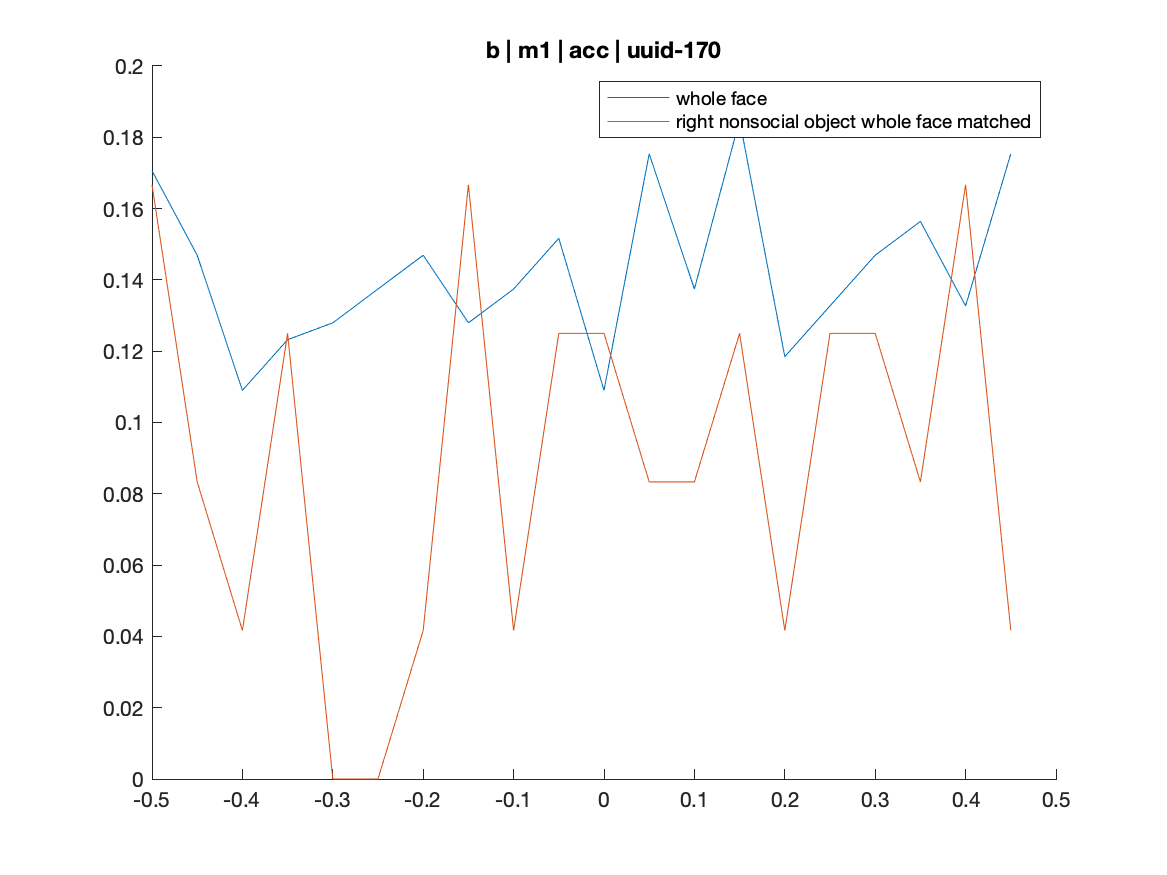 b | m1 | acc | uuid-170
whole face
right nonsocial object whole face matched
0.2
0.18
0.16
0.14
0.12
0.1
0.08
0.06
0.04
0.02
0
-0.5 -0.4 -0.3 -0.2 -0.1 0 0.1 0.2 0.3 0.4 0.5